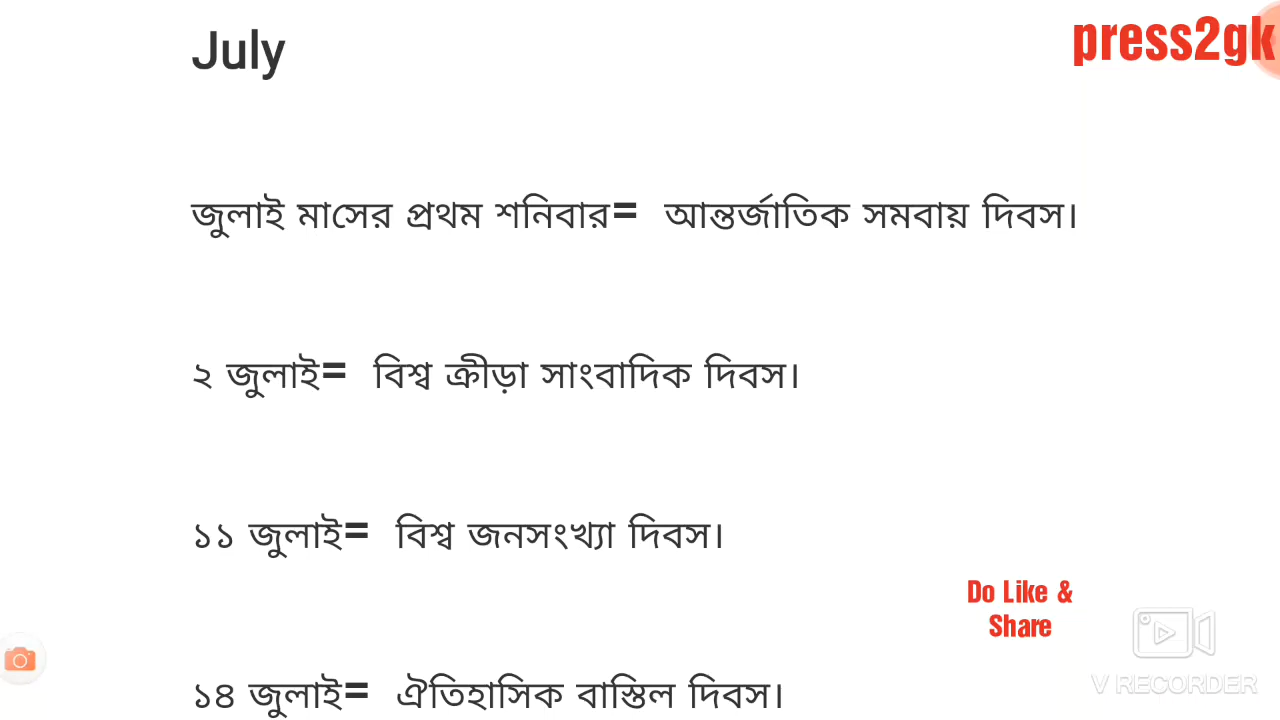 July
press2gk
জুলাই মাসের প্রথম শনিবার= আন্তর্জাতিক সমবায় দিবস।
২ জুলাই= বিশ্ব ক্রীড়া সাংবাদিক দিবস।
১১ জুলাই= বিশ্ব জনসংখ্যা দিবস।
Do Like &
Share
V RECORDER
১৪ জুলাই= ঐতিহাসিক বাস্তিল দিবস।